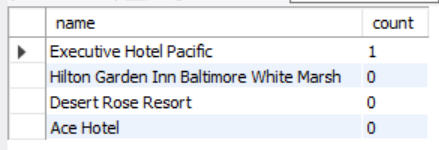 name count
Executive Hotel Pacific 1
Hilton Garden Inn Baltimore White Marsh 0
Desert Rose Resort 0
Ace Hotel 0